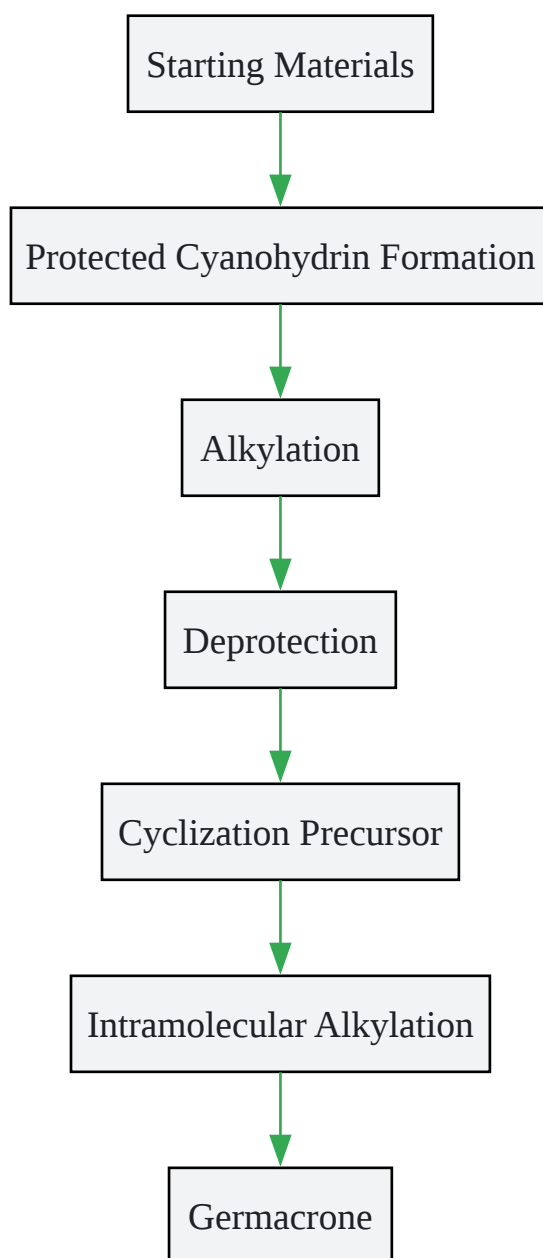 Starting Materials
Protected Cyanohydrin Formation
Alkylation
Deprotection
Cyclization Precursor
Intramolecular Alkylation
Germacrone